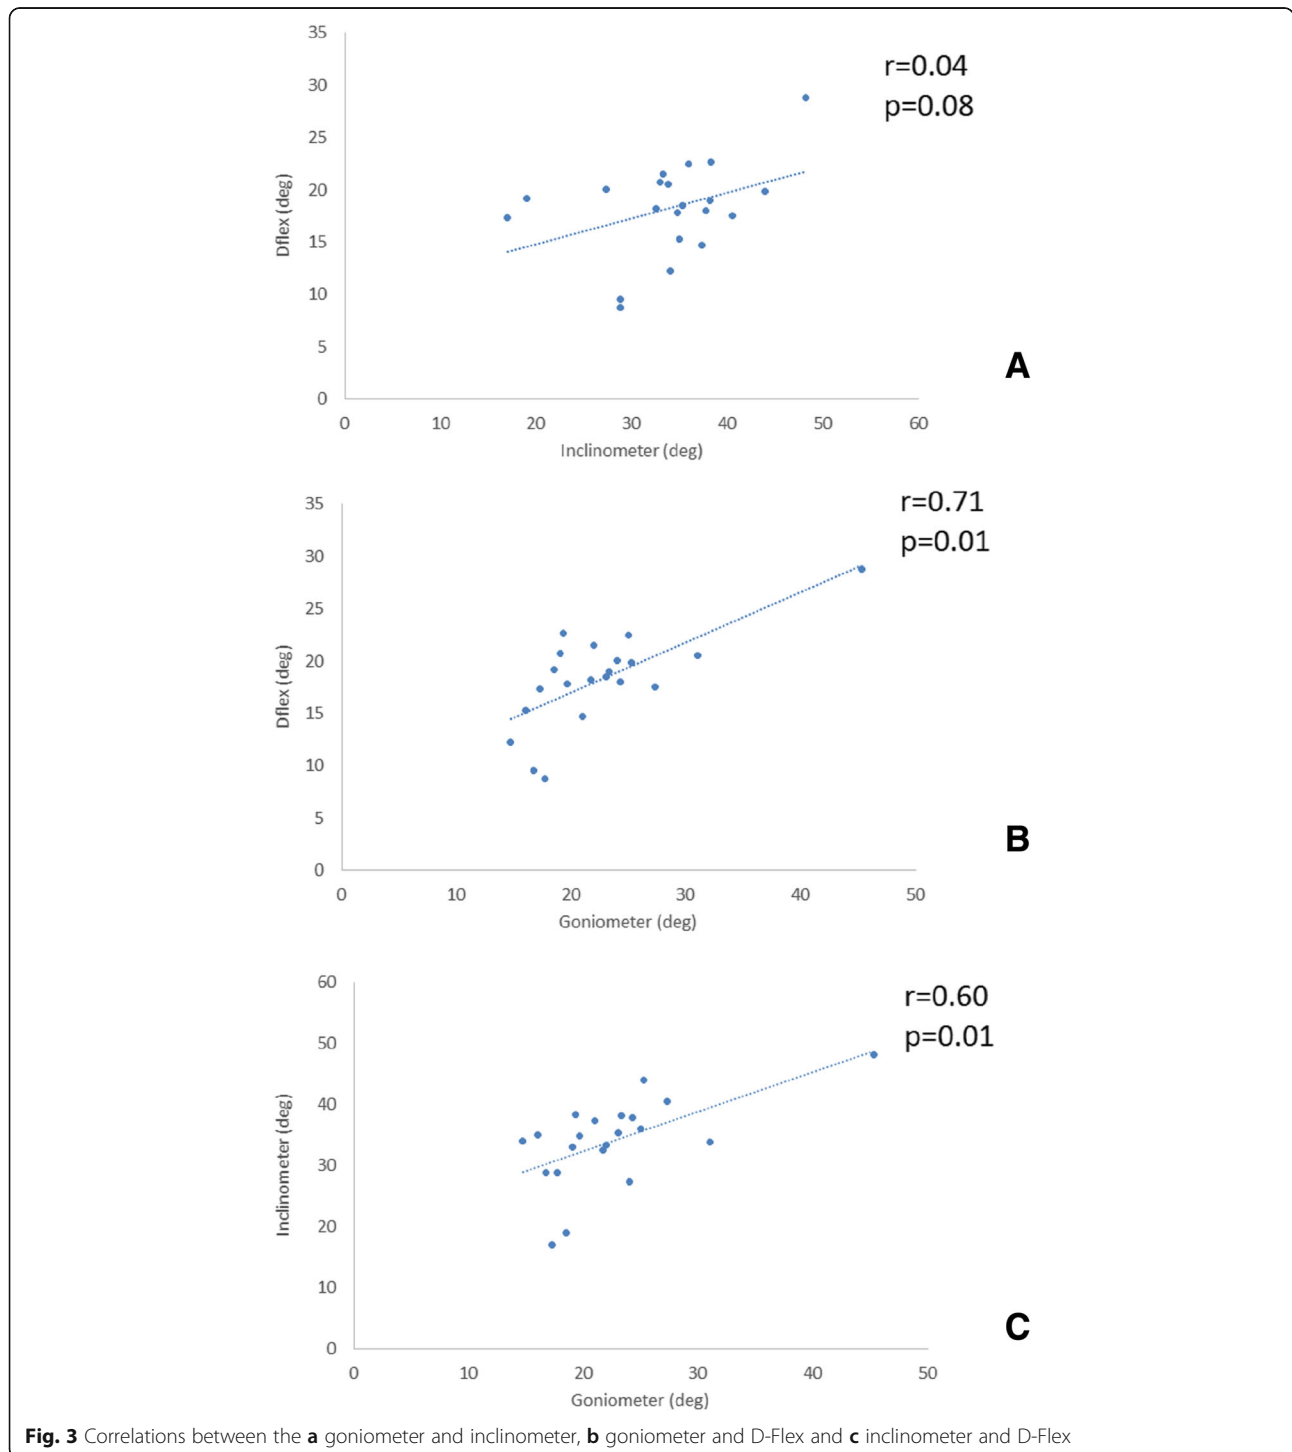 35
r=0.04
30
p=0.08
25
20
Dflex (deg)
15
10
5
A
0
0 10 20 30 40 50 60
Inclinometer (deg)
35
r=0.71
30
p=0.01
25
20
Dflex (deg)
15
10
5
B
0
0 10 20 30 40 50
Goniometer (deg)
60
r=0.60
50
p=0.01
40
Inclinometer (deg)
30
20
10
C
0
0 10 20 30 40 50
Goniometer (deg)
Fig. 3 Correlations between the a goniometer and inclinometer, b goniometer and D-Flex and c inclinometer and D-Flex